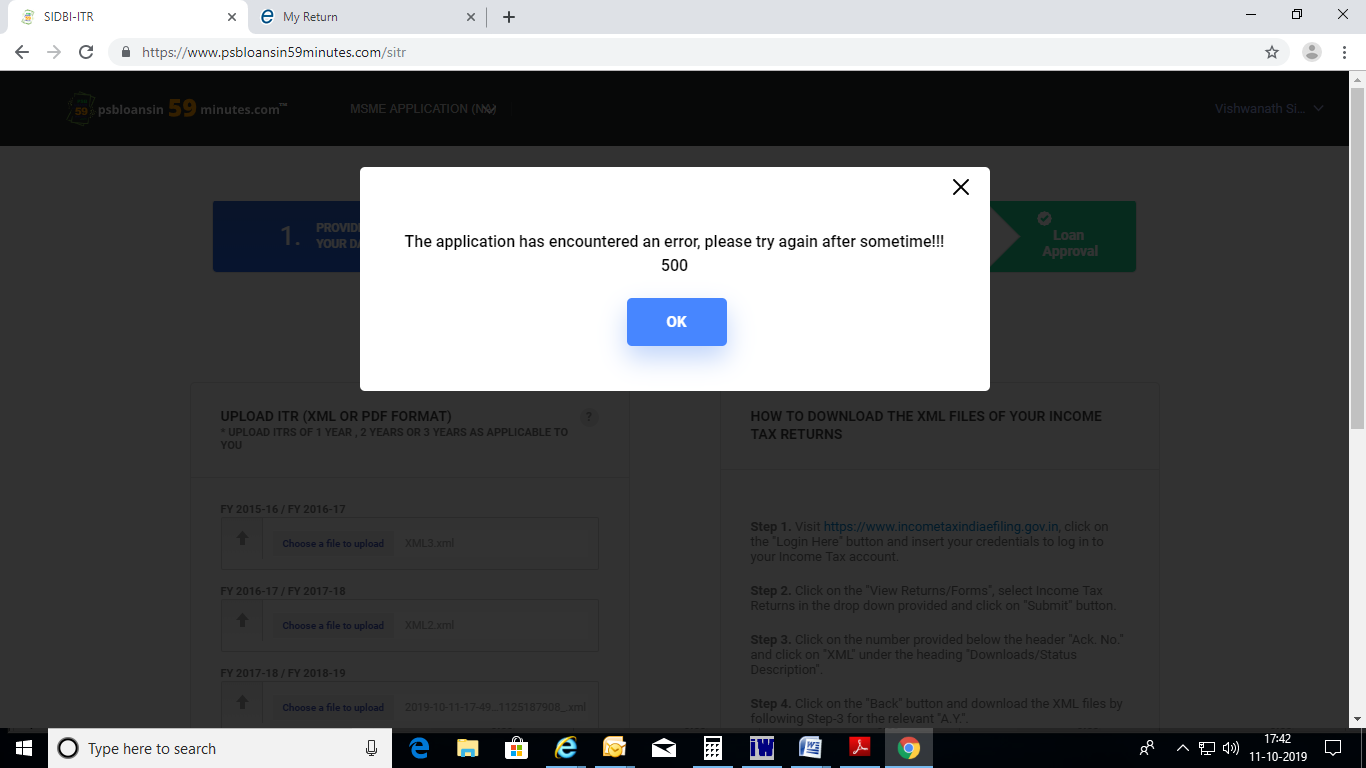 SIDBI-ITR
My Return
https://www.psbloansin59minutes.com/sitr
psbloansin 59 minutes.com™
MSME APPLICATION
Vishwanath Si...
The application has encountered an error, please try again after sometime!!!
500
OK
1.
PROVID
YOUR DA
Loan
Approval
UPLOAD ITR (XML OR PDF FORMAT)
?
* UPLOAD ITRS OF 1 YEAR , 2 YEARS OR 3 YEARS AS APPLICABLE TO
YOU
FY 2015-16 / FY 2016-17
Choose a file to upload XML3.xml
FY 2016-17 / FY 2017-18
Choose a file to upload XML2.xml
FY 2017-18 / FY 2018-19
Choose a file to upload 2019-10-11-17-49...1125187908_.xml
HOW TO DOWNLOAD THE XML FILES OF YOUR INCOME
TAX RETURNS
Step 1. Visit https://www.incometaxindiaefiling.gov.in, click on
the "Login Here" button and insert your credentials to log in to
your Income Tax account.
Step 2. Click on the "View Returns/Forms", select Income Tax
Returns in the drop down provided and click on "Submit" button.
Step 3. Click on the number provided below the header "Ack. No."
and click on "XML" under the heading "Downloads/Status
Description".
Step 4. Click on the "Back" button and download the XML files by
following Step-3 for the relevant "A.Y.".
Type here to search
17:42
11-10-2019